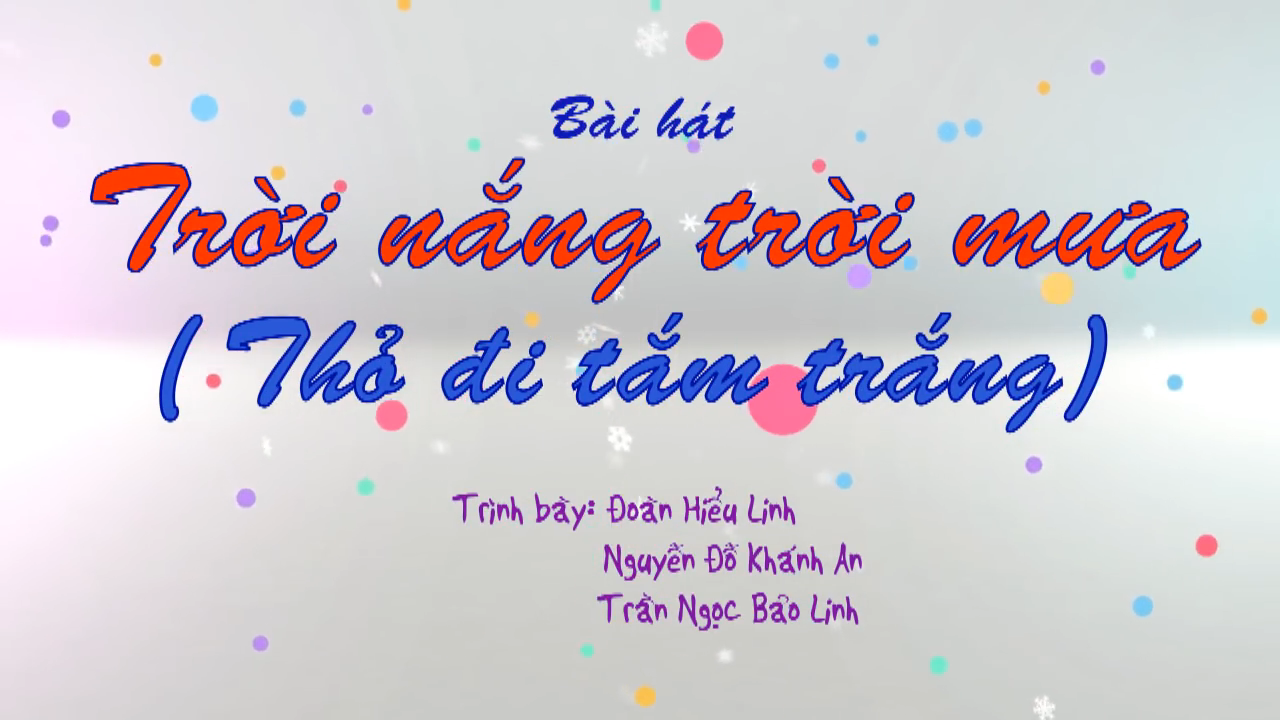 Bài hát
Trời nắng trời mưa
( Thỏ đi tắm trắng)
Trình bày: Đoàn Hiểu Linh
Nguyễn Đỗ Khánh An
Trần Ngọc Bảo Linh